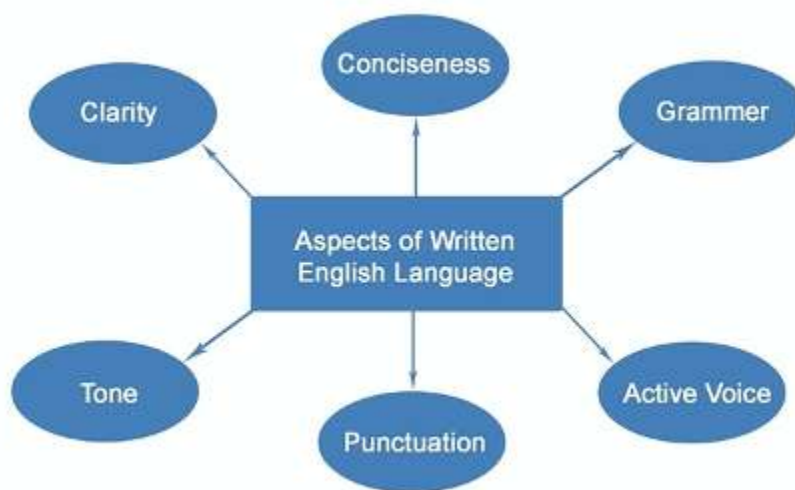 Conciseness
Clarity
Grammer
Aspects of Written
English Language
Tone
Active Voice
Punctuation